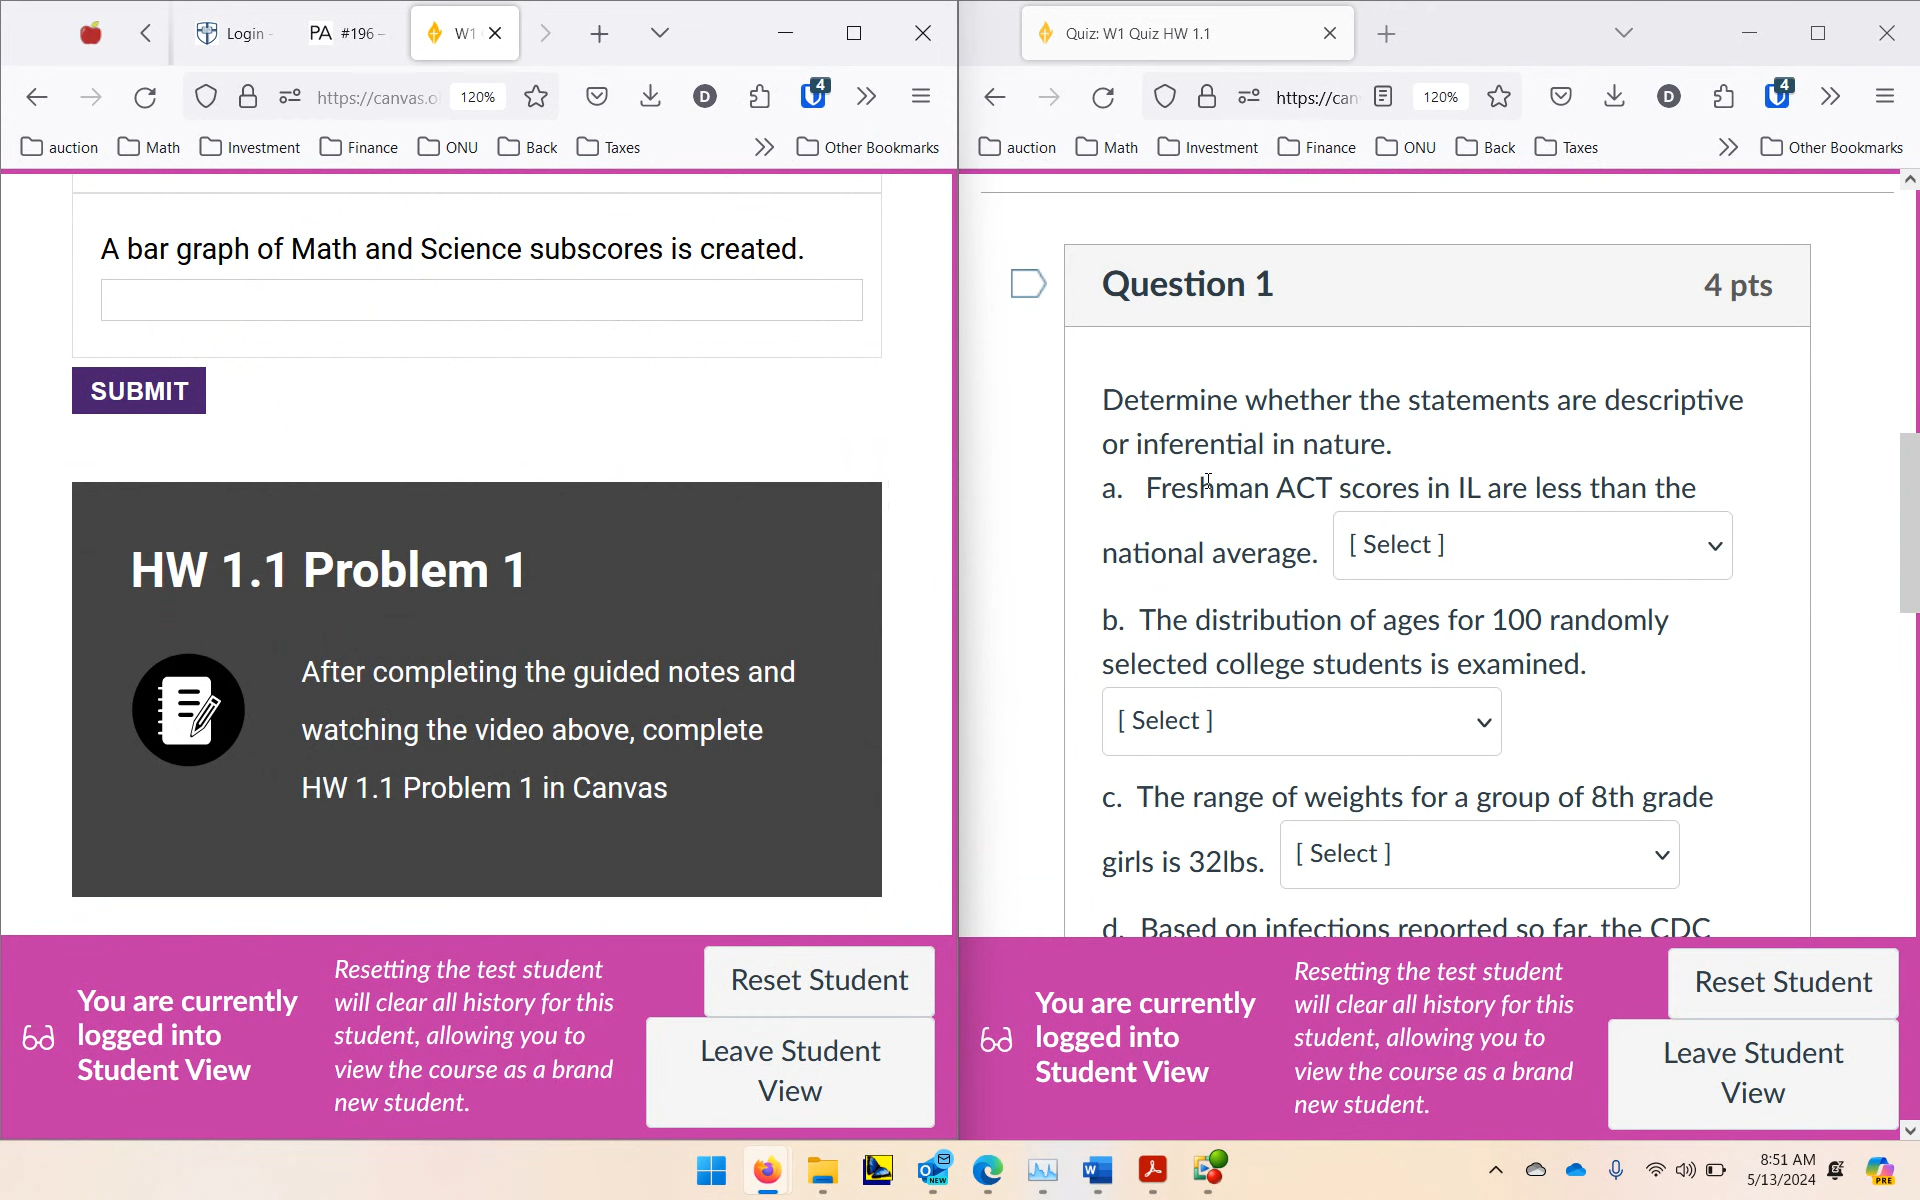 Login
PA #196 –
W1
https://canvas.o
120%
4
auction
Math
Investment
Finance
ONU
Back
Taxes
Other Bookmarks
A bar graph of Math and Science subscores is created.
SUBMIT
HW 1.1 Problem 1
After completing the guided notes and
watching the video above, complete
HW 1.1 Problem 1 in Canvas
You are currently
logged into
Student View
Resetting the test student
will clear all history for this
student, allowing you to
view the course as a brand
new student.
Reset Student
Leave Student
View
Quiz: W1 Quiz HW 1.1
https://can
120%
D
4
auction
Math
Investment
Finance
ONU
Back
Taxes
Other Bookmarks
Question 1
4 pts
Determine whether the statements are descriptive
or inferential in nature.
a. Freshman ACT scores in IL are less than the
national average. [ Select ]
b. The distribution of ages for 100 randomly
selected college students is examined.
[ Select ]
c. The range of weights for a group of 8th grade
girls is 32lbs. [ Select ]
d. Based on infections reported so far, the CDC
You are currently
logged into
Student View
Resetting the test student
will clear all history for this
student, allowing you to
view the course as a brand
new student.
Reset Student
Leave Student
View
NEW
8:51 AM
5/13/2024
PRE